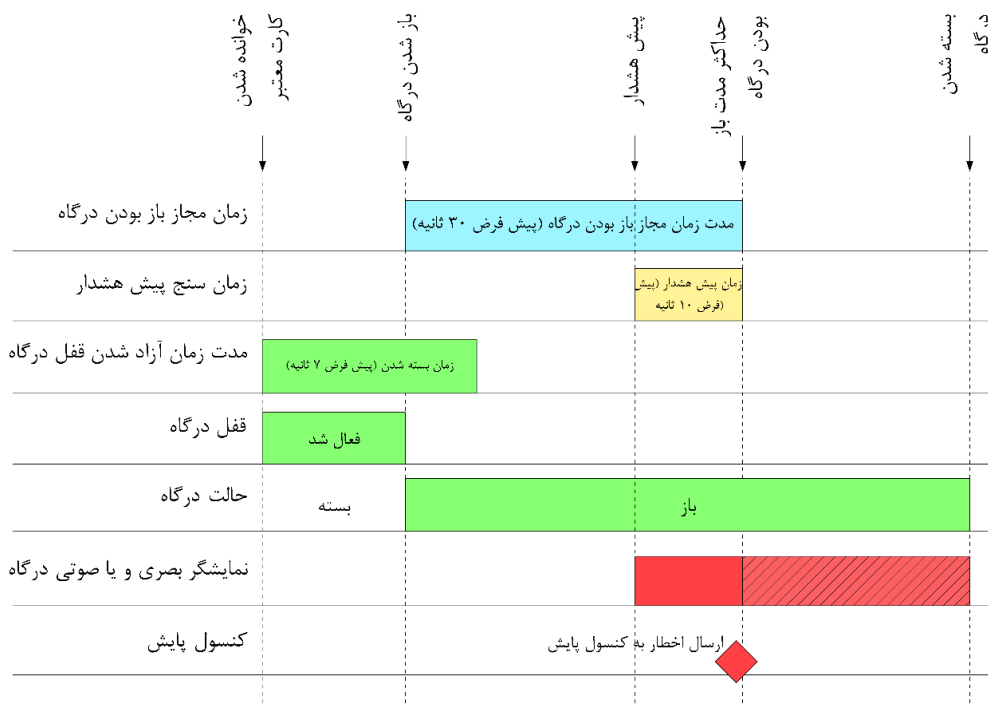 خوانده شدن
کارت معتبر
باز شدن درگاه
پیش هشدار
حداکثر مدت باز
بودن درگاه
بسته شدن
درگاه
زمان مجاز باز بودن درگاه
مدت زمان مجاز باز بودن درگاه (پیش فرض ۳۰ ثانیه)
زمان سنج پیش هشدار
زمان پیش هشدار (پیش
فرض ۱۰ ثانیه)
مدت زمان آزاد شدن قفل درگاه
زمان بسته شدن (پیش فرض ۷ ثانیه)
قفل درگاه
فعال شد
حالت درگاه
بسته
باز
نمایشگر بصری و یا صوتی درگاه
کنسول پایش
ارسال اخطار به کنسول پایش